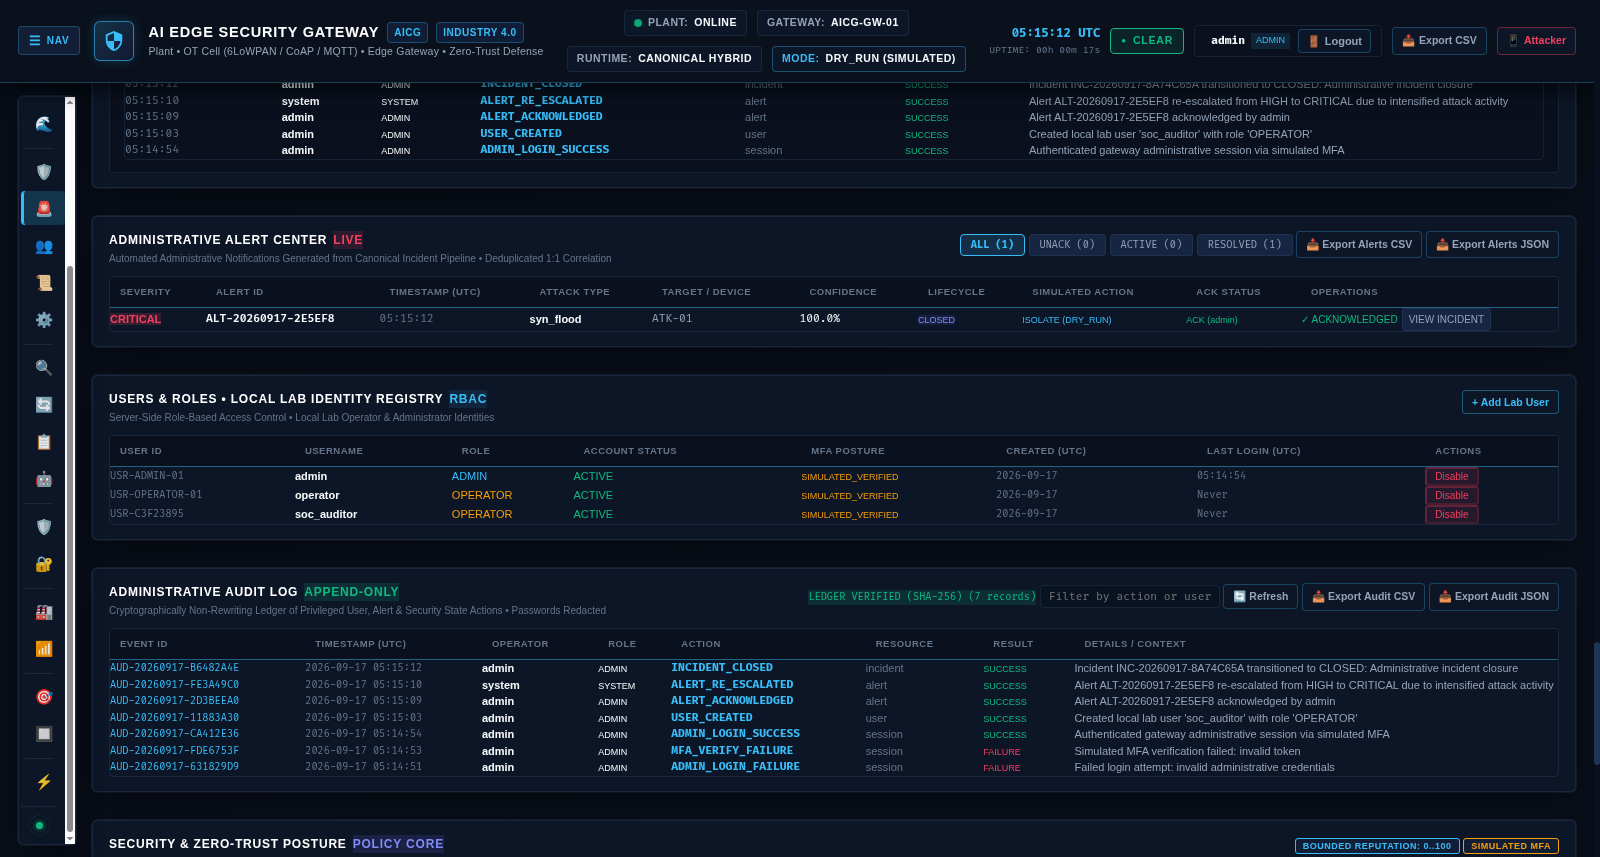 ☰ NAV
AI EDGE SECURITY GATEWAY AICG INDUSTRY 4.0
Plant • OT Cell (6LoWPAN / CoAP / MQTT) • Edge Gateway • Zero-Trust Defense
PLANT: ONLINE GATEWAY: AICG-GW-01
RUNTIME: CANONICAL HYBRID MODE: DRY_RUN (SIMULATED)
05:15:12 UTC
UPTIME: 00h 00m 17s
• CLEAR
admin ADMIN Logout
Export CSV
Attacker
05:15:12 admin ADMIN INCIDENT_CLOSED incident SUCCESS Incident INC-20260917-8A74C65A transitioned to CLOSED: Administrative incident closure
05:15:10 system SYSTEM ALERT_RE_ESCALATED alert SUCCESS Alert ALT-20260917-2E5EF8 re-escalated from HIGH to CRITICAL due to intensified attack activity
05:15:09 admin ADMIN ALERT_ACKNOWLEDGED alert SUCCESS Alert ALT-20260917-2E5EF8 acknowledged by admin
05:15:03 admin ADMIN USER_CREATED user SUCCESS Created local lab user 'soc_auditor' with role 'OPERATOR'
05:14:54 admin ADMIN ADMIN_LOGIN_SUCCESS session SUCCESS Authenticated gateway administrative session via simulated MFA
ADMINISTRATIVE ALERT CENTER LIVE
Automated Administrative Notifications Generated from Canonical Incident Pipeline • Deduplicated 1:1 Correlation
ALL (1) UNACK (0) ACTIVE (0) RESOLVED (1) Export Alerts CSV Export Alerts JSON
SEVERITY ALERT ID TIMESTAMP (UTC) ATTACK TYPE TARGET / DEVICE CONFIDENCE LIFECYCLE SIMULATED ACTION ACK STATUS OPERATIONS
CRITICAL ALT-20260917-2E5EF8 05:15:12 syn_flood ATK-01 100.0% CLOSED ISOLATE (DRY_RUN) ACK (admin) ✓ ACKNOWLEDGED VIEW INCIDENT
USERS & ROLES • LOCAL LAB IDENTITY REGISTRY RBAC
Server-Side Role-Based Access Control • Local Lab Operator & Administrator Identities
+ Add Lab User
USER ID USERNAME ROLE ACCOUNT STATUS MFA POSTURE CREATED (UTC) LAST LOGIN (UTC) ACTIONS
USR-ADMIN-01 admin ADMIN ACTIVE SIMULATED_VERIFIED 2026-09-17 05:14:54 Disable
USR-OPERATOR-01 operator OPERATOR ACTIVE SIMULATED_VERIFIED 2026-09-17 Never Disable
USR-C3F23895 soc_auditor OPERATOR ACTIVE SIMULATED_VERIFIED 2026-09-17 Never Disable
ADMINISTRATIVE AUDIT LOG APPEND-ONLY
Cryptographically Non-Rewriting Ledger of Privileged User, Alert & Security State Actions • Passwords Redacted
LEDGER VERIFIED (SHA-256) (7 records) Filter by action or user Refresh Export Audit CSV Export Audit JSON
EVENT ID TIMESTAMP (UTC) OPERATOR ROLE ACTION RESOURCE RESULT DETAILS / CONTEXT
AUD-20260917-B6482A4E 2026-09-17 05:15:12 admin ADMIN INCIDENT_CLOSED incident SUCCESS Incident INC-20260917-8A74C65A transitioned to CLOSED: Administrative incident closure
AUD-20260917-FE3A49C0 2026-09-17 05:15:10 system SYSTEM ALERT_RE_ESCALATED alert SUCCESS Alert ALT-20260917-2E5EF8 re-escalated from HIGH to CRITICAL due to intensified attack activity
AUD-20260917-2D3BEEA0 2026-09-17 05:15:09 admin ADMIN ALERT_ACKNOWLEDGED alert SUCCESS Alert ALT-20260917-2E5EF8 acknowledged by admin
AUD-20260917-11883A30 2026-09-17 05:15:03 admin ADMIN USER_CREATED user SUCCESS Created local lab user 'soc_auditor' with role 'OPERATOR'
AUD-20260917-CA412E36 2026-09-17 05:14:54 admin ADMIN ADMIN_LOGIN_SUCCESS session SUCCESS Authenticated gateway administrative session via simulated MFA
AUD-20260917-FDE6753F 2026-09-17 05:14:53 admin ADMIN MFA_VERIFY_FAILURE session FAILURE Simulated MFA verification failed: invalid token
AUD-20260917-631829D9 2026-09-17 05:14:51 admin ADMIN ADMIN_LOGIN_FAILURE session FAILURE Failed login attempt: invalid administrative credentials
SECURITY & ZERO-TRUST POSTURE POLICY CORE
BOUNDED REPUTATION: 0..100 SIMULATED MFA